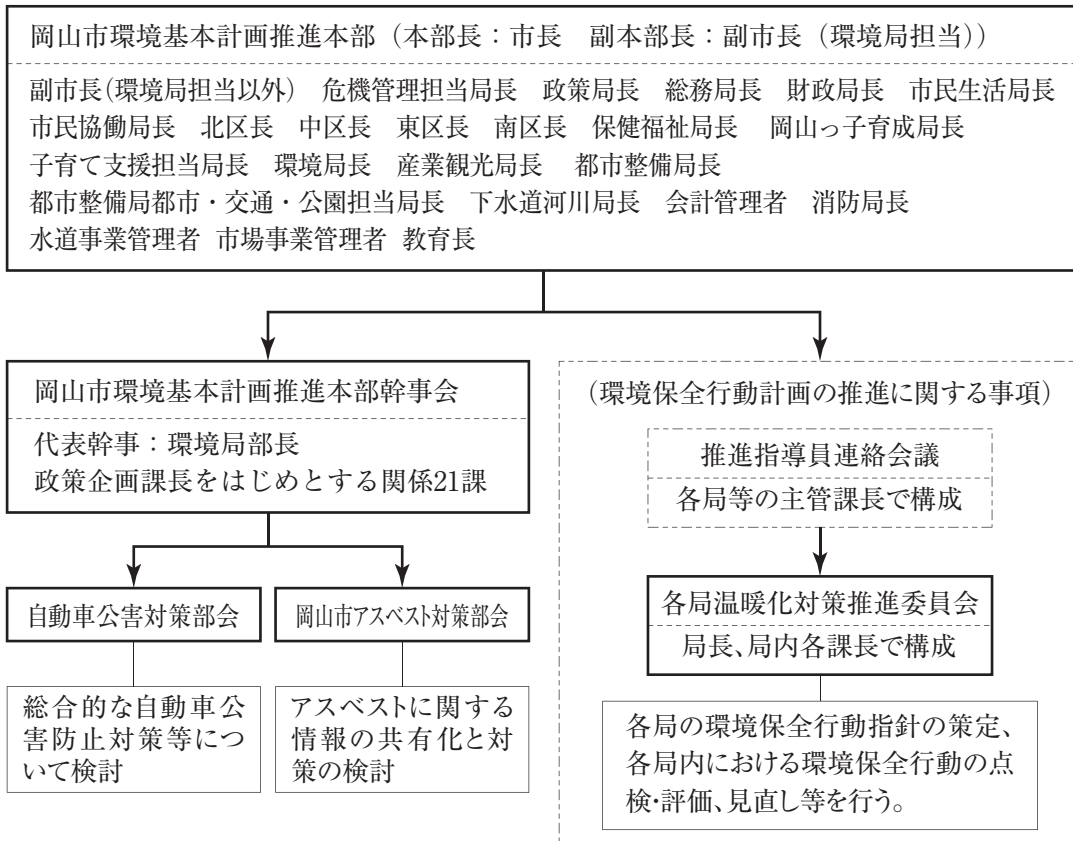 岡山市環境基本計画推進本部（本部長：市長　副本部長：副市長（環境局担当））
副市長(環境局担当以外)　危機管理担当局長　政策局長　総務局長　財政局長　市民生活局長
市民協働局長　北区長　中区長　東区長　南区長　保健福祉局長　岡山っ子育成局長
子育て支援担当局長　環境局長　産業観光局長　都市整備局長
都市整備局都市・交通・公園担当局長　下水道河川局長　会計管理者　消防局長
水道事業管理者　市場事業管理者　教育長
岡山市環境基本計画推進本部幹事会
代表幹事：環境局部長
政策企画課長をはじめとする関係21課
自動車公害対策部会
総合的な自動車公
害防止対策等につ
いて検討
岡山市アスベスト対策部会
アスベストに関する
情報の共有化と対
策の検討
（環境保全行動計画の推進に関する事項）
推進指導員連絡会議
各局等の主管課長で構成
各局温暖化対策推進委員会
局長、局内各課長で構成
各局の環境保全行動指針の策定、
各局内における環境保全行動の点
検・評価、見直し等を行う。